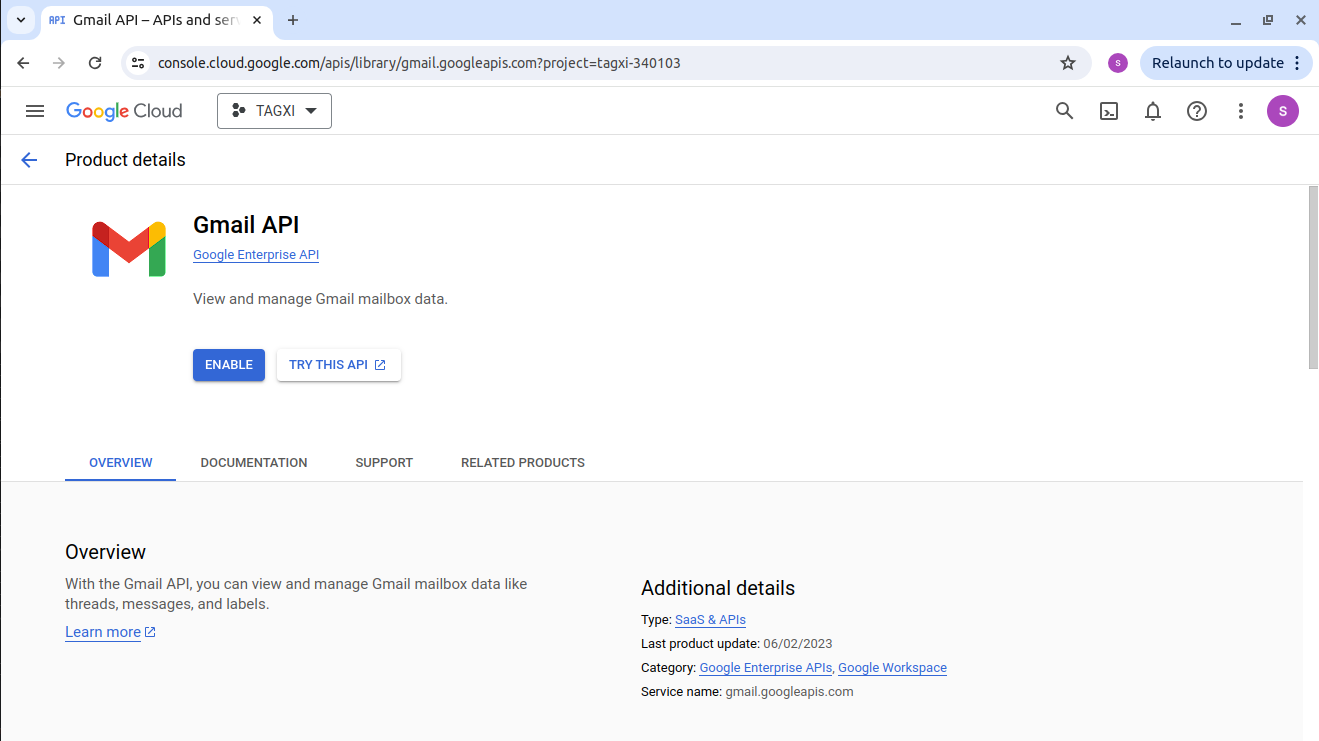 API Gmail API – APIs and ser
console.cloud.google.com/apis/library/gmail.googleapis.com?project=tagxi-340103
S
Relaunch to update
Google Cloud
TAGXI
S
Product details
Gmail API
Google Enterprise API
View and manage Gmail mailbox data.
ENABLE
TRY THIS API
OVERVIEW
DOCUMENTATION
SUPPORT
RELATED PRODUCTS
Overview
With the Gmail API, you can view and manage Gmail mailbox data like
threads, messages, and labels.
Learn more
Additional details
Type: SaaS & APIs
Last product update: 06/02/2023
Category: Google Enterprise APIs, Google Workspace
Service name: gmail.googleapis.com